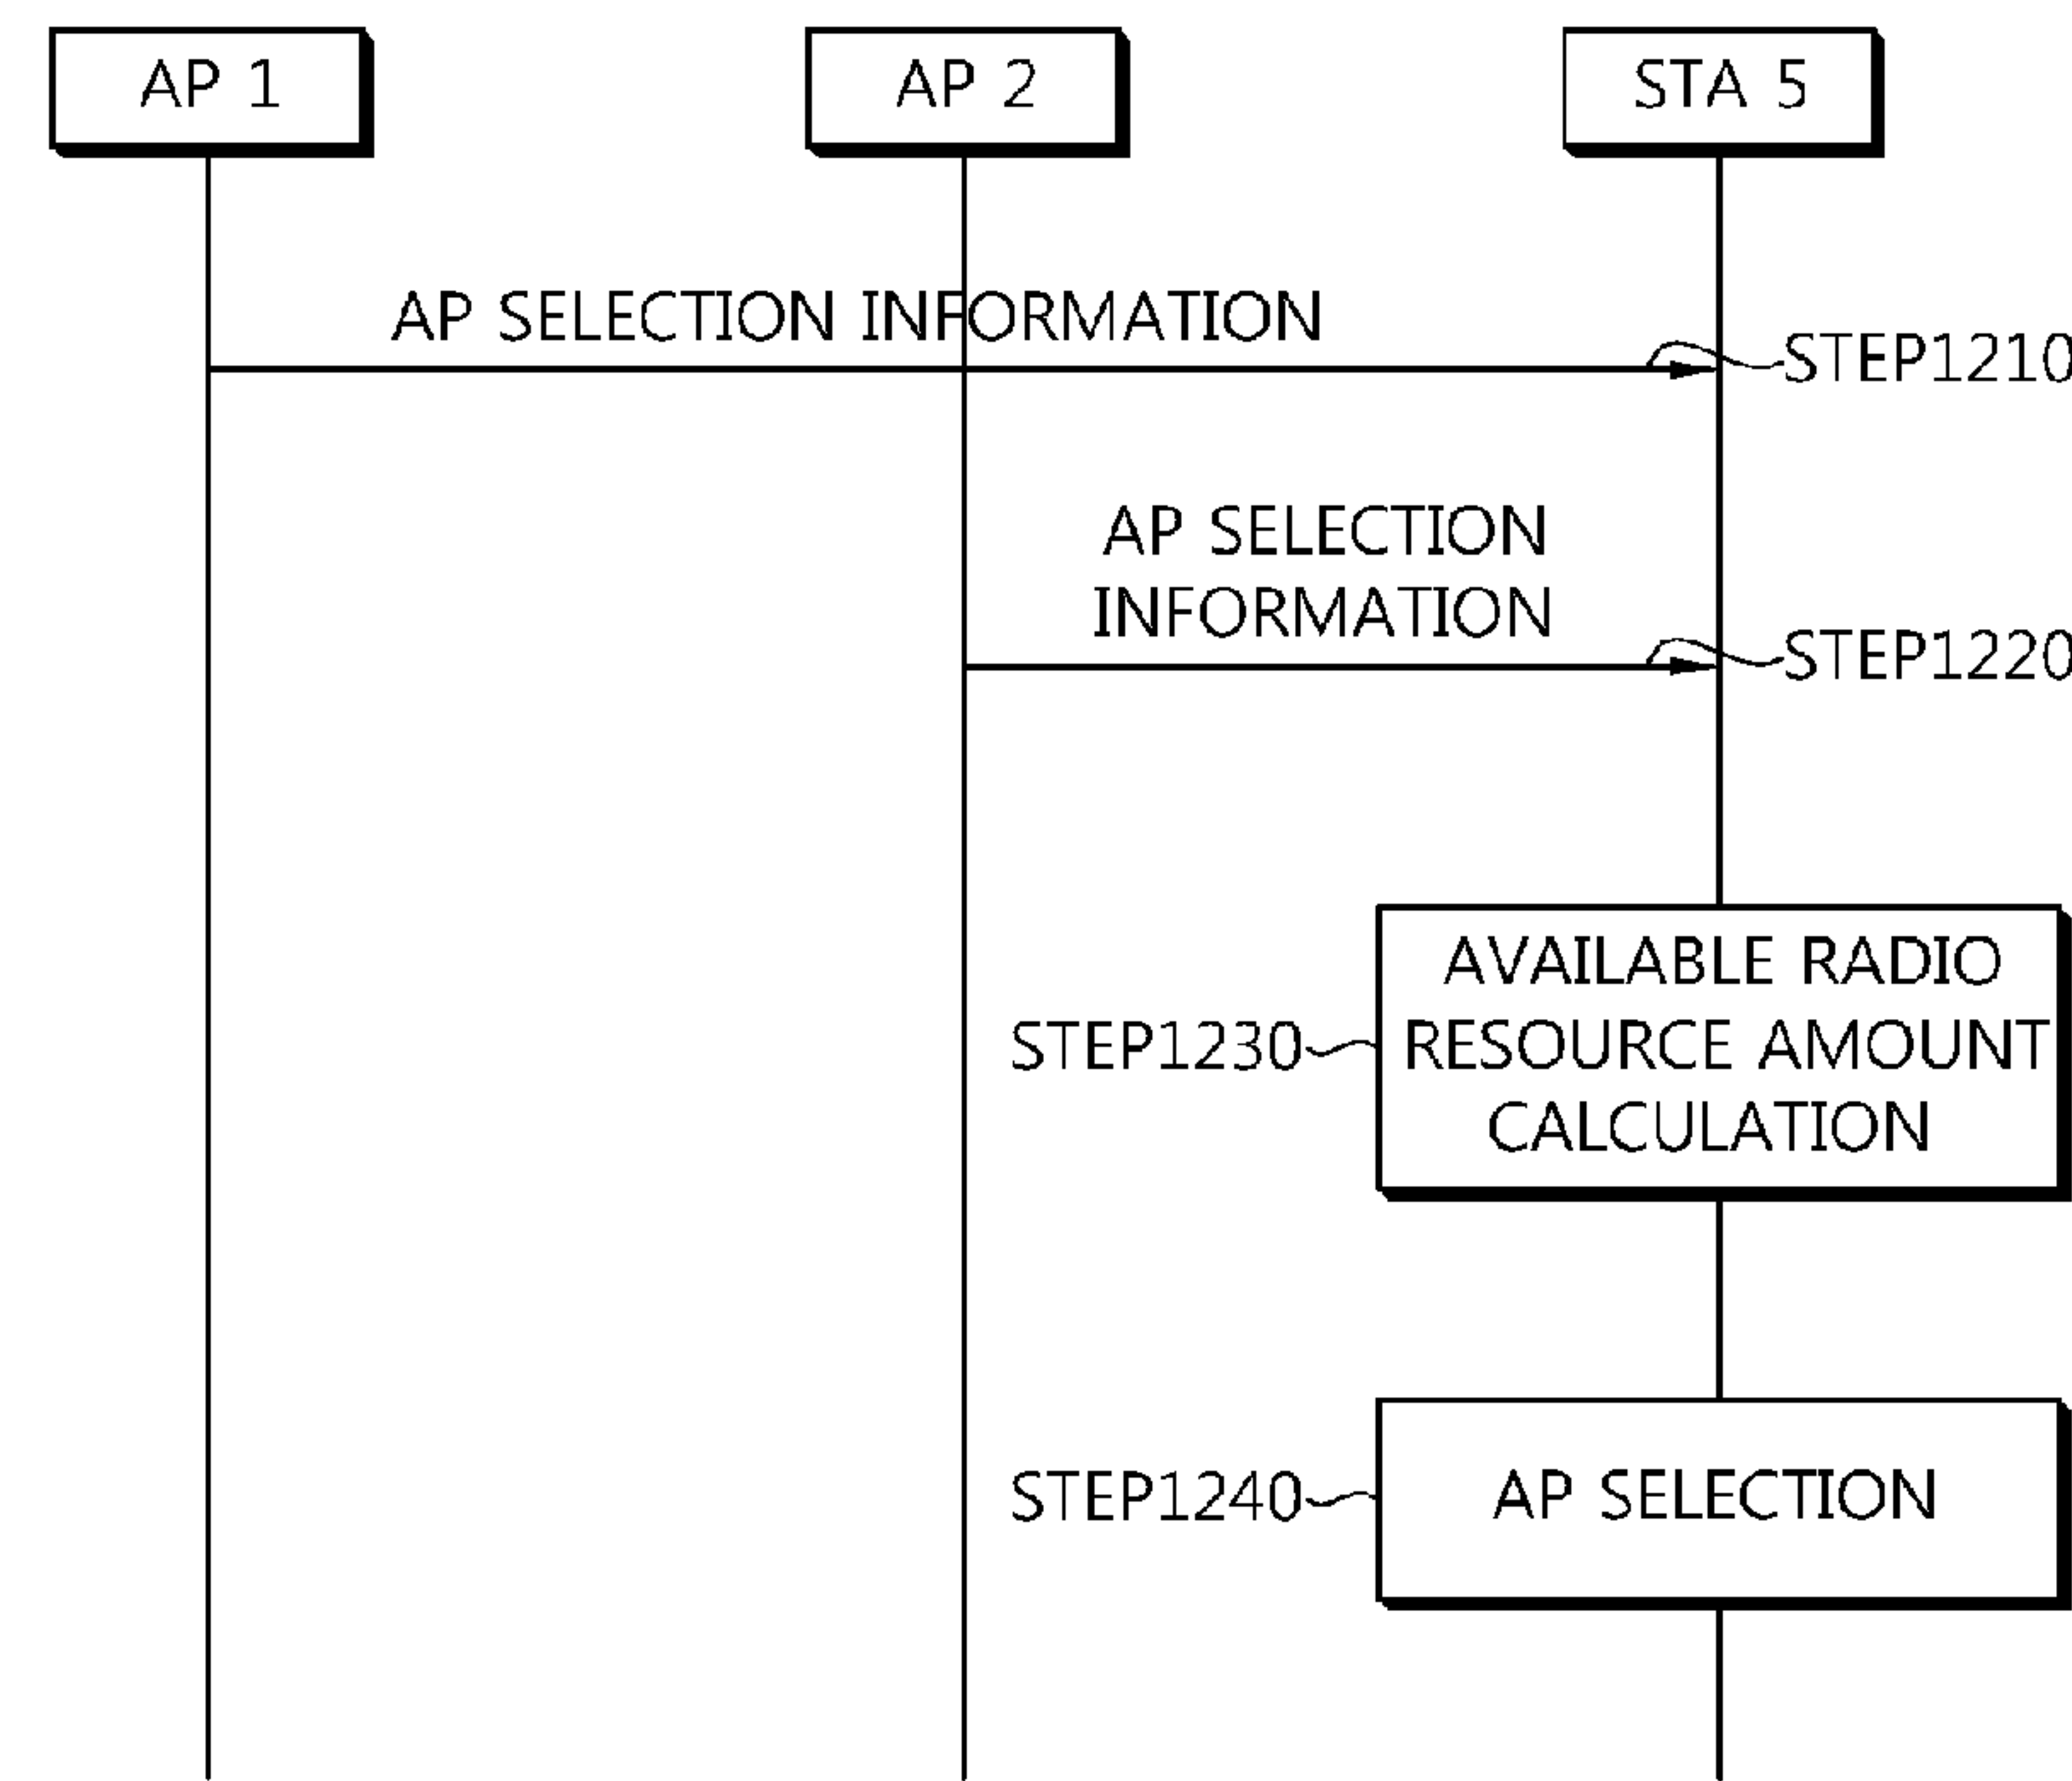 AP 1
AP 2
STA 5
AP SELECTION INFORMATION
STEP1210
AP SELECTION
INFORMATION
STEP1220
AVAILABLE RADIO
RESOURCE AMOUNT
CALCULATION
STEP1230
AP SELECTION
STEP1240